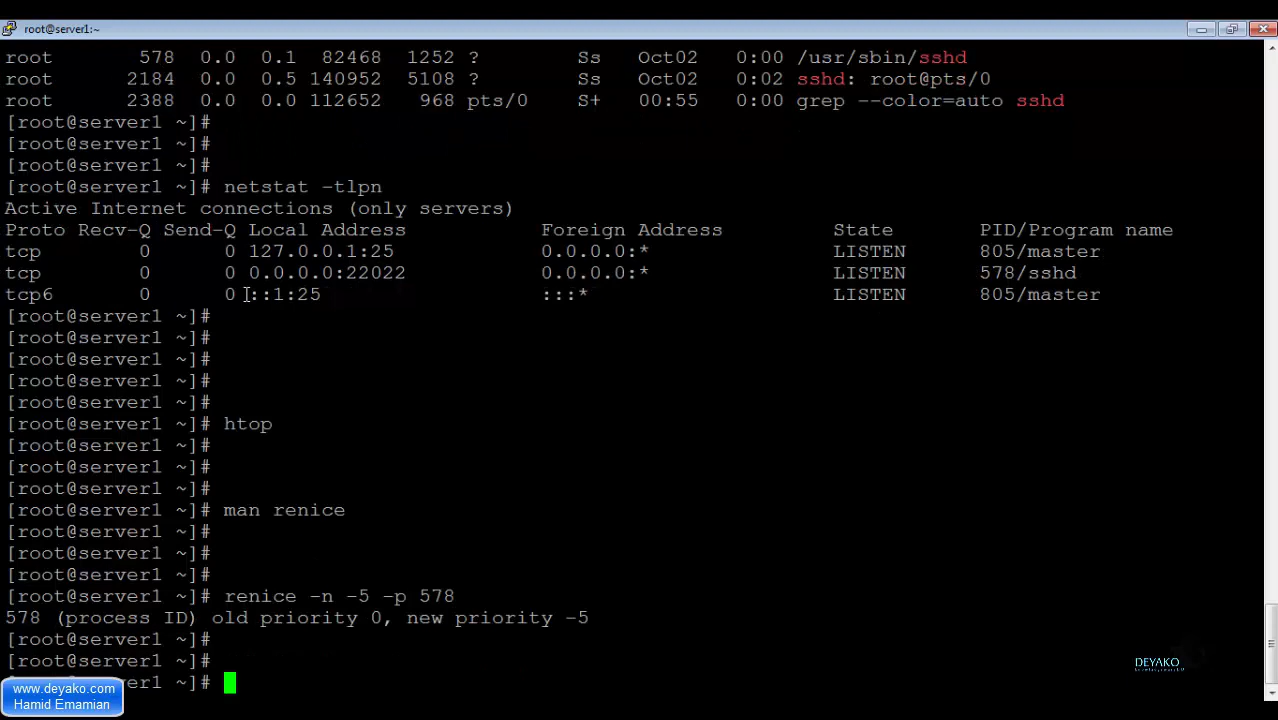 root@server1:~
root 578 0.0 0.1 82468 1252 ? Ss Oct02 0:00 /usr/sbin/sshd
root 2184 0.0 0.5 140952 5108 ? Ss Oct02 0:02 sshd: root@pts/0
root 2388 0.0 0.0 112652 968 pts/0 S+ 00:55 0:00 grep --color=auto sshd
[root@server1 ~]#
[root@server1 ~]#
[root@server1 ~]#
[root@server1 ~]# netstat -tlpn
Active Internet connections (only servers)
Proto Recv-Q Send-Q Local Address Foreign Address State PID/Program name
tcp 0 0 127.0.0.1:25 0.0.0.0:* LISTEN 805/master
tcp 0 0 0.0.0.0:22022 0.0.0.0:* LISTEN 578/sshd
tcp6 0 0 ::1:25 :::* LISTEN 805/master
[root@server1 ~]#
[root@server1 ~]#
[root@server1 ~]#
[root@server1 ~]#
[root@server1 ~]#
[root@server1 ~]# htop
[root@server1 ~]#
[root@server1 ~]#
[root@server1 ~]#
[root@server1 ~]# man renice
[root@server1 ~]#
[root@server1 ~]#
[root@server1 ~]#
[root@server1 ~]# renice -n -5 -p 578
578 (process ID) old priority 0, new priority -5
[root@server1 ~]#
[root@server1 ~]#
erver1 ~]#
DEYAKO
www.deyako.com
Hamid Emamian